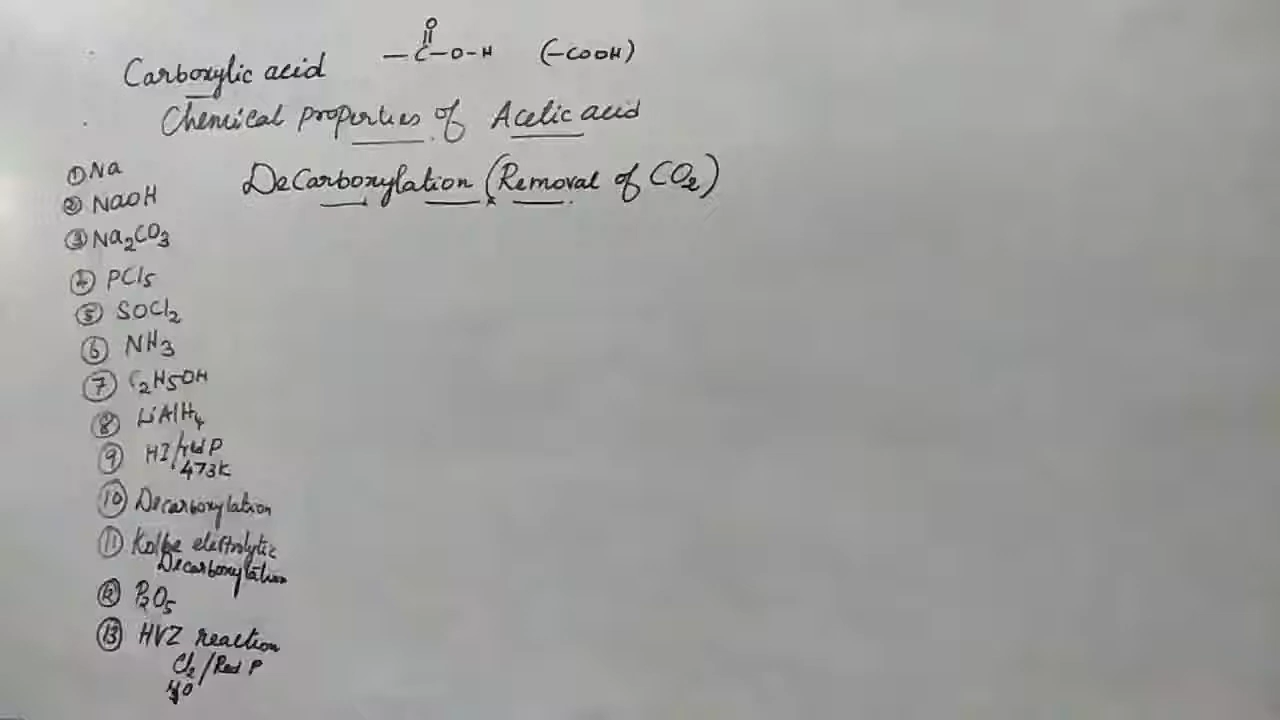 O
||
Carboxylic acid —C—O–H (–COOH)
Chemical properties of Acetic acid
① Na
Decarboxylation (Removal of CO₂)
② NaOH
③ Na₂CO₃
④ PCl₅
⑤ SOCl₂
⑥ NH₃
⑦ C₂H₅OH
⑧ LiAlH₄
⑨ HI/red P
473K
⑩ Decarboxylation
⑪ Kolbe electrolytic
Decarboxylation
⑫ P₂O₅
⑬ HVZ reaction
Cl₂/Red P